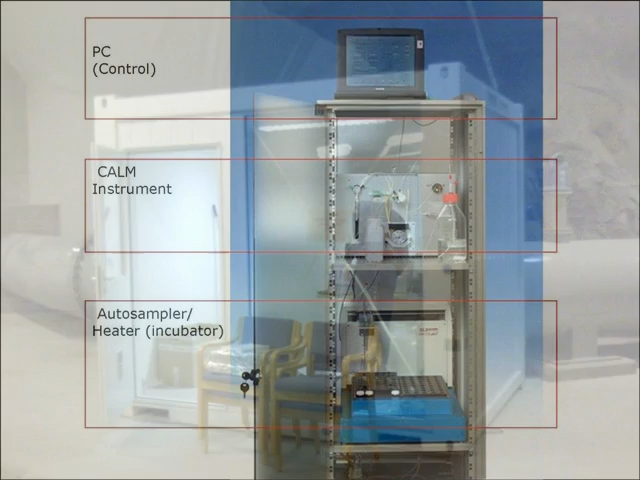 PC
(Control)
CALM
Instrument
Autosampler/
Heater (incubator)